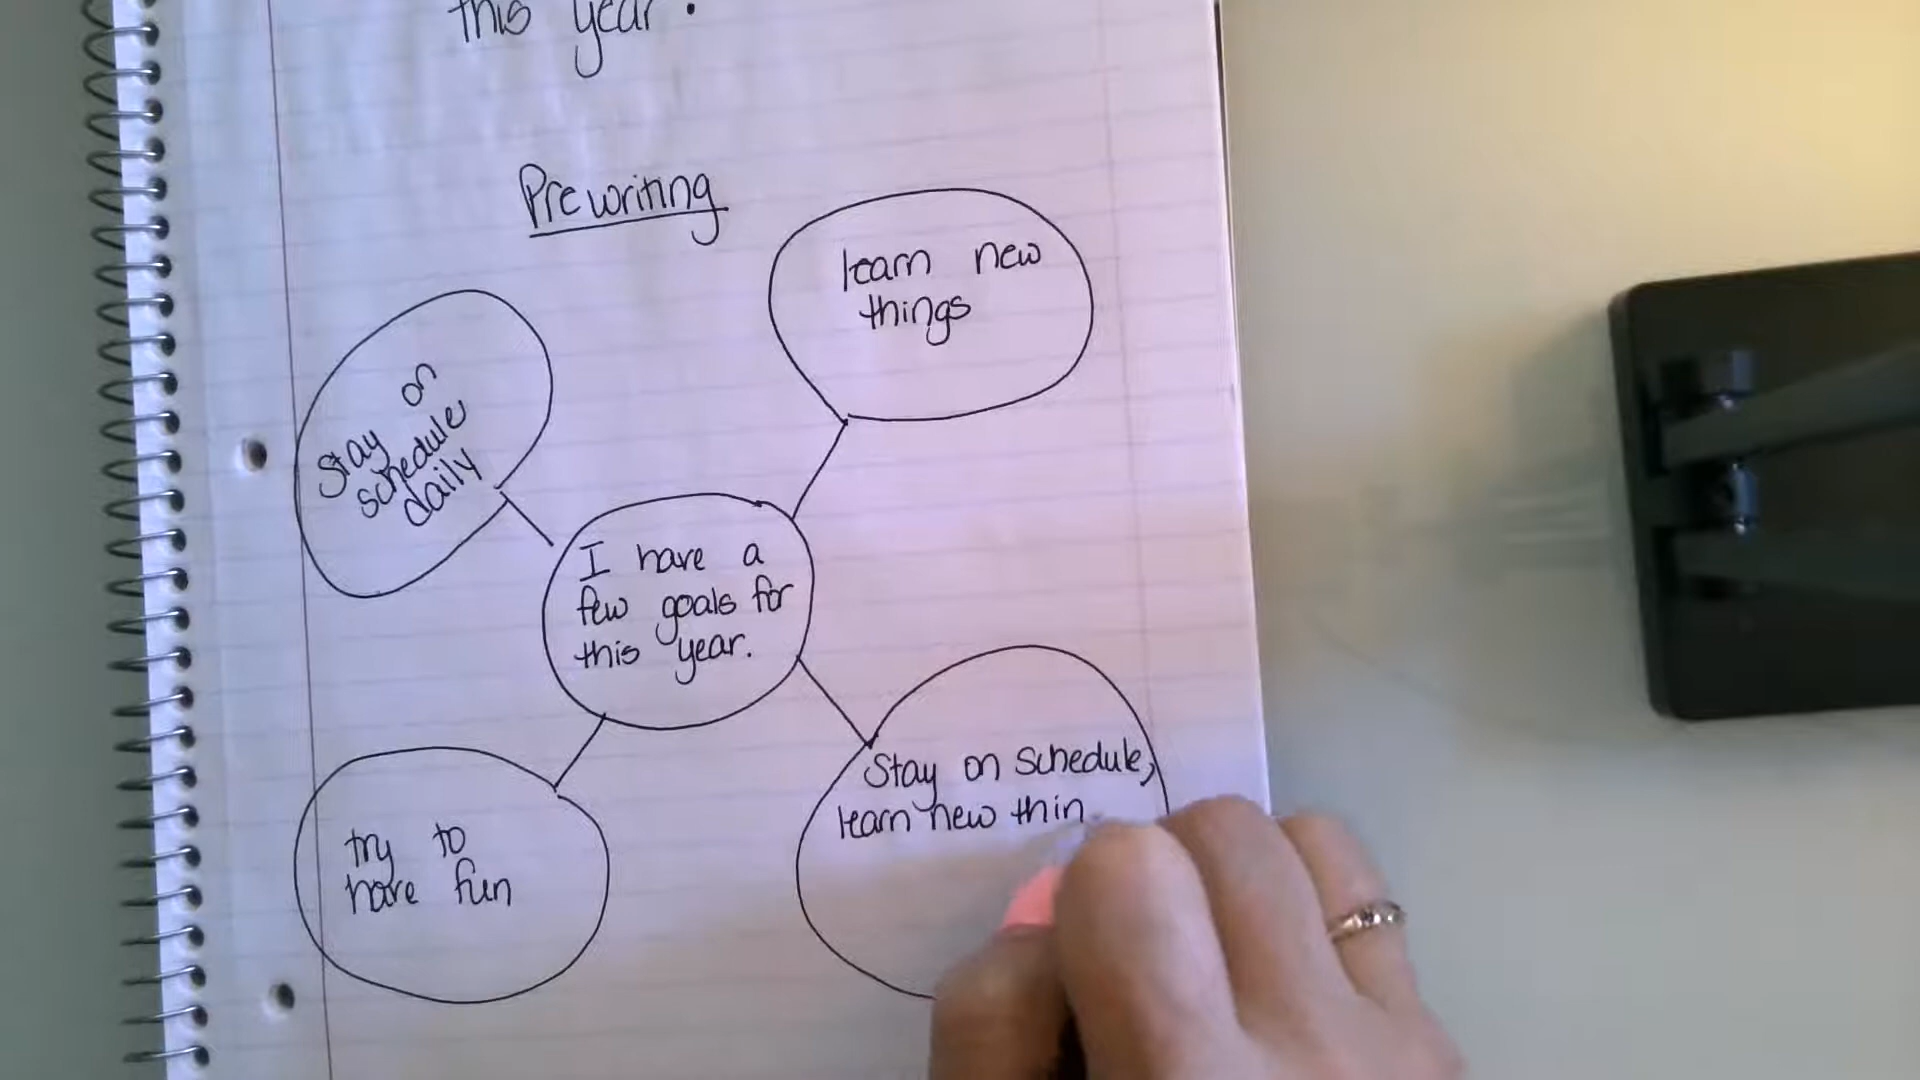 this year.
Prewriting
learn new
things
Stay on
schedule
daily
I have a
few goals for
this year.
Stay on schedule,
learn new thin
try to
have fun